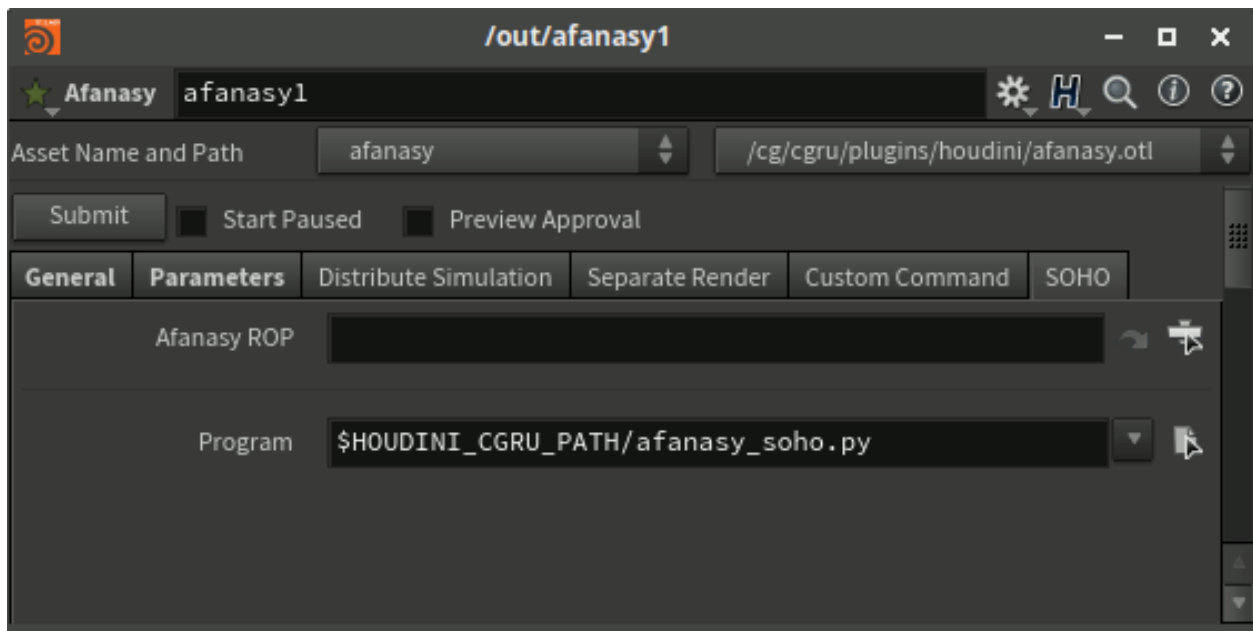 /out/afanasy1
Afanasy afanasy1
Asset Name and Path afanasy /cg/cgru/plugins/houdini/afanasy.otl
Submit Start Paused Preview Approval
General Parameters Distribute Simulation Separate Render Custom Command SOHO
Afanasy ROP
Program $HOUDINI_CGRU_PATH/afanasy_soho.py